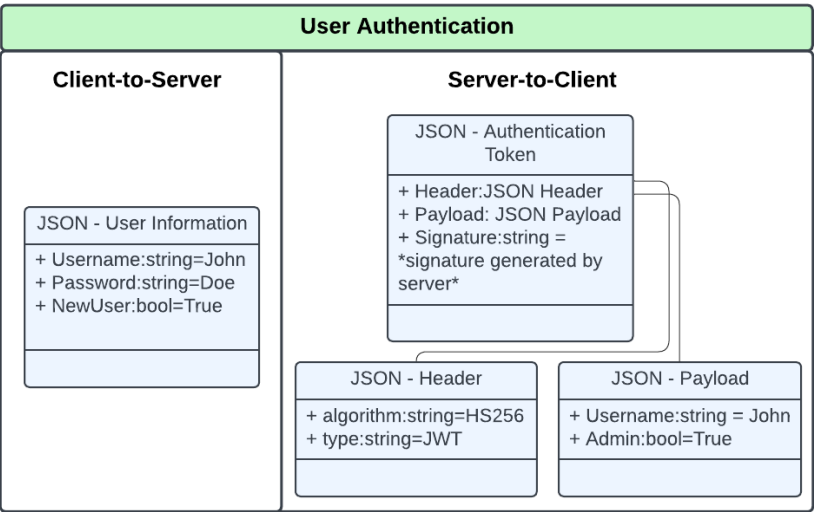 User Authentication
Client-to-Server
JSON - User Information
+ Username:string=John
+ Password:string=Doe
+ NewUser:bool=True
Server-to-Client
JSON - Authentication
Token
+ Header:JSON Header
+ Payload: JSON Payload
+ Signature:string =
*signature generated by
server*
JSON - Header
+ algorithm:string=HS256
+ type:string=JWT
JSON - Payload
+ Username:string = John
+ Admin:bool=True